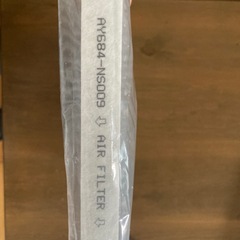 AY684-NS009 ⇩ AIR FILTER ⇩